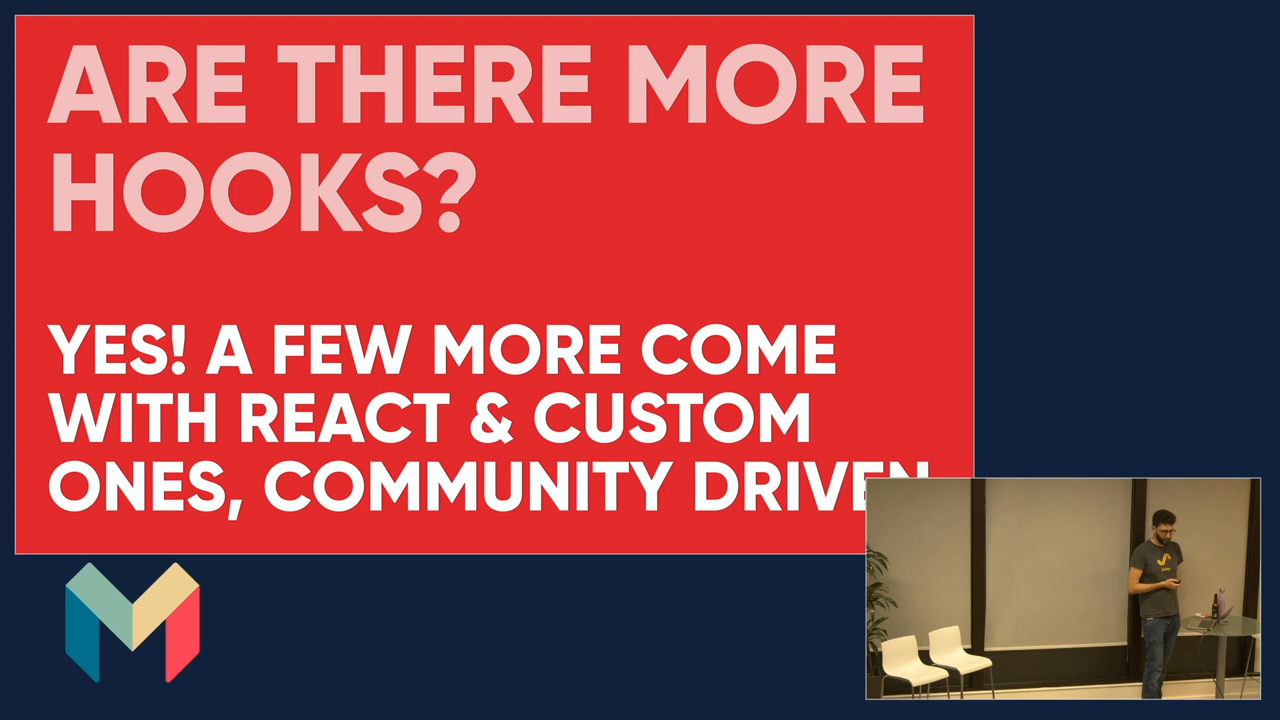 ARE THERE MORE
HOOKS?
YES! A FEW MORE COME
WITH REACT & CUSTOM
ONES, COMMUNITY DRIVEN